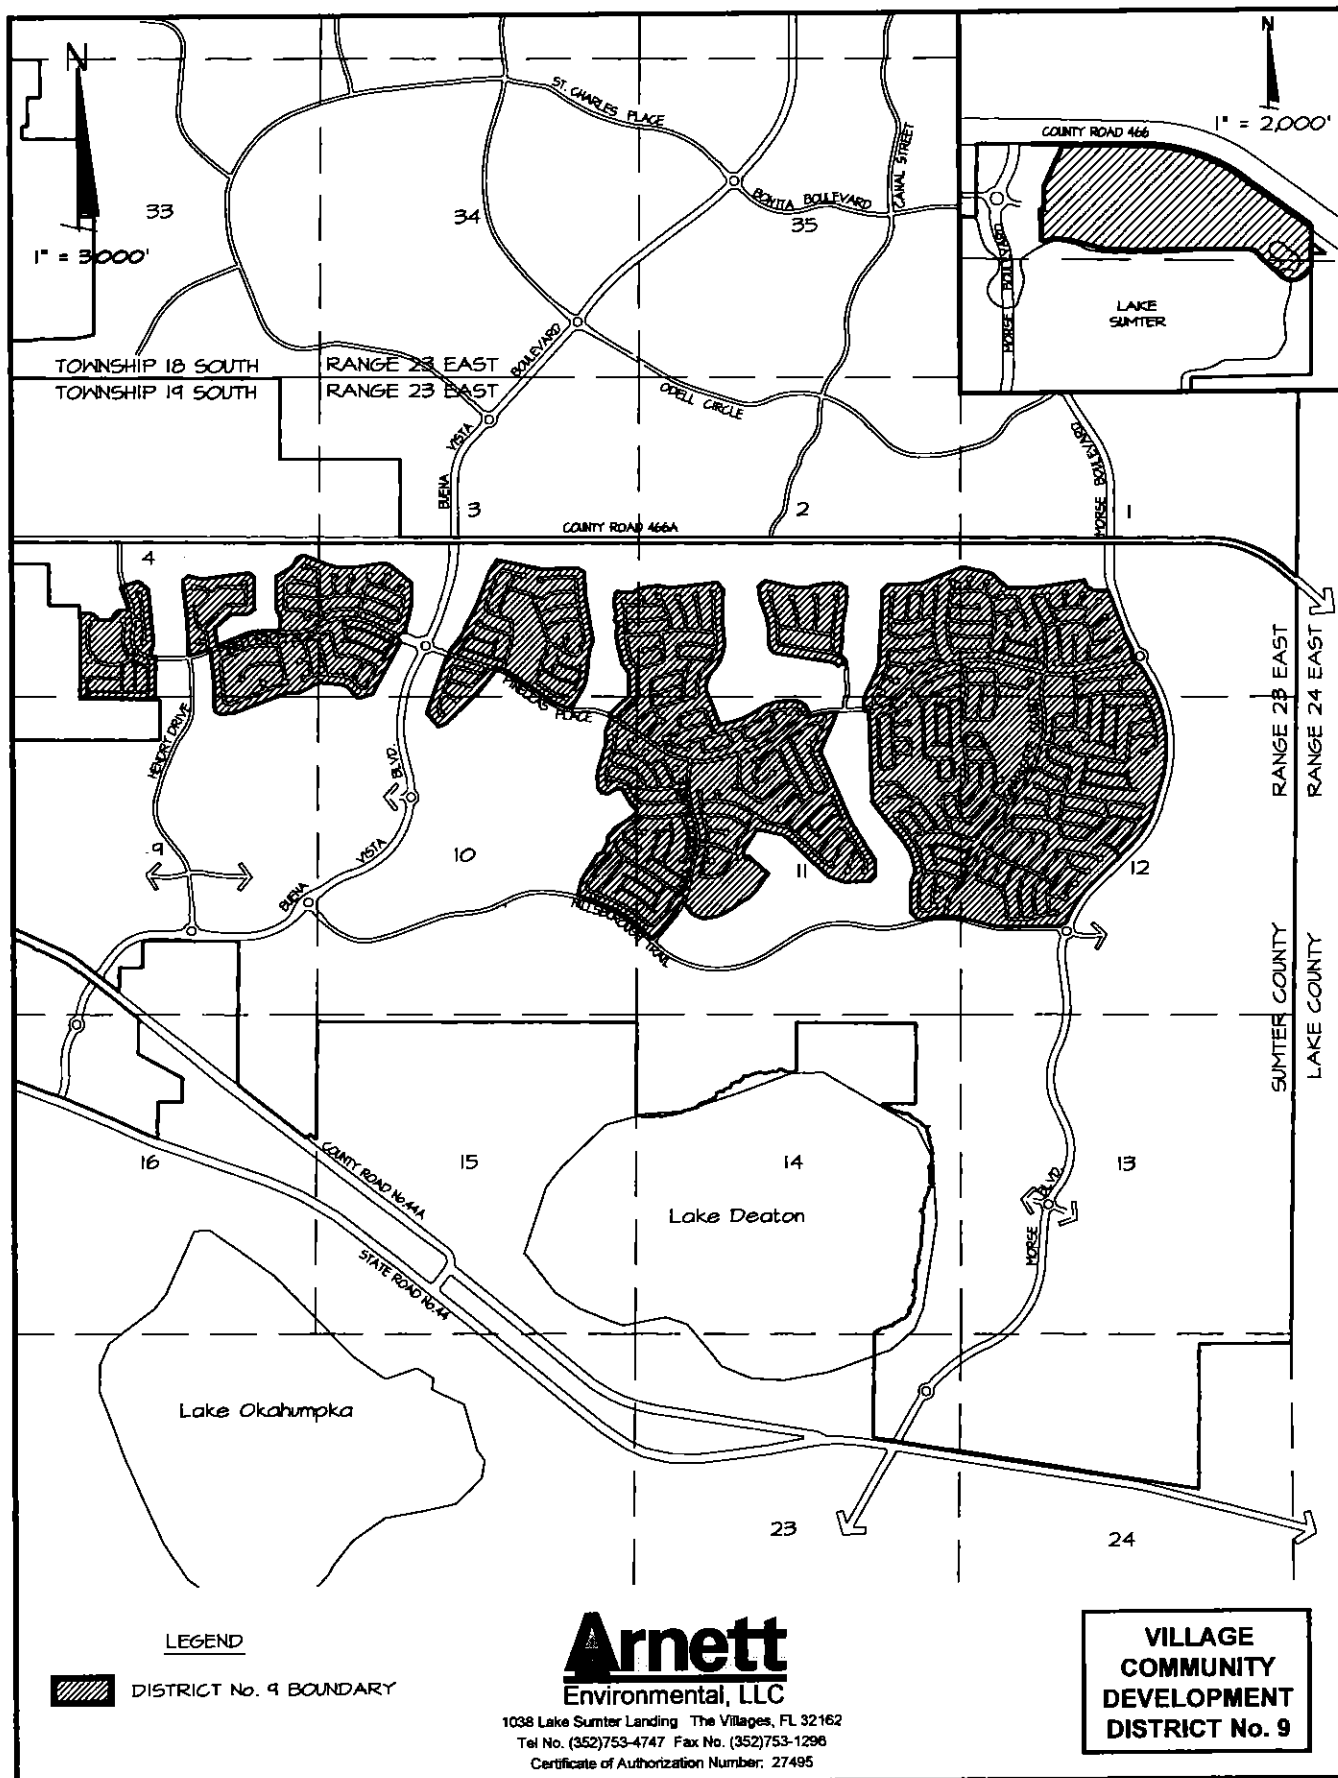 N
1" = 3,000'
N
1" = 2,000'
COUNTY ROAD 466
MORSE BOULEVARD
LAKE
SUMTER
ST. CHARLES PLACE
BONITA BOULEVARD
CANAL STREET
33
34
35
BOULEVARD
TOWNSHIP 18 SOUTH RANGE 23 EAST
TOWNSHIP 19 SOUTH RANGE 23 EAST
ODELL CIRCLE
VISTA
BUENA
MORSE BOULEVARD
3
2
1
COUNTY ROAD 466A
4
RANGE 23 EAST
RANGE 24 EAST
PINELLAS PLACE
HENDRY DRIVE
BLVD.
VISTA
BUENA
9
10
11
12
HILLSBOROUGH TRAIL
SUMTER COUNTY
LAKE COUNTY
16
15
14
13
COUNTY ROAD No.44A
STATE ROAD No.44
Lake Deaton
BLVD.
MORSE
Lake Okahumpka
23
24
LEGEND
DISTRICT No. 9 BOUNDARY
Arnett
Environmental, LLC
1038 Lake Sumter Landing The Villages, FL 32162
Tel No. (352)753-4747 Fax No. (352)753-1296
Certificate of Authorization Number: 27495
VILLAGE
COMMUNITY
DEVELOPMENT
DISTRICT No. 9